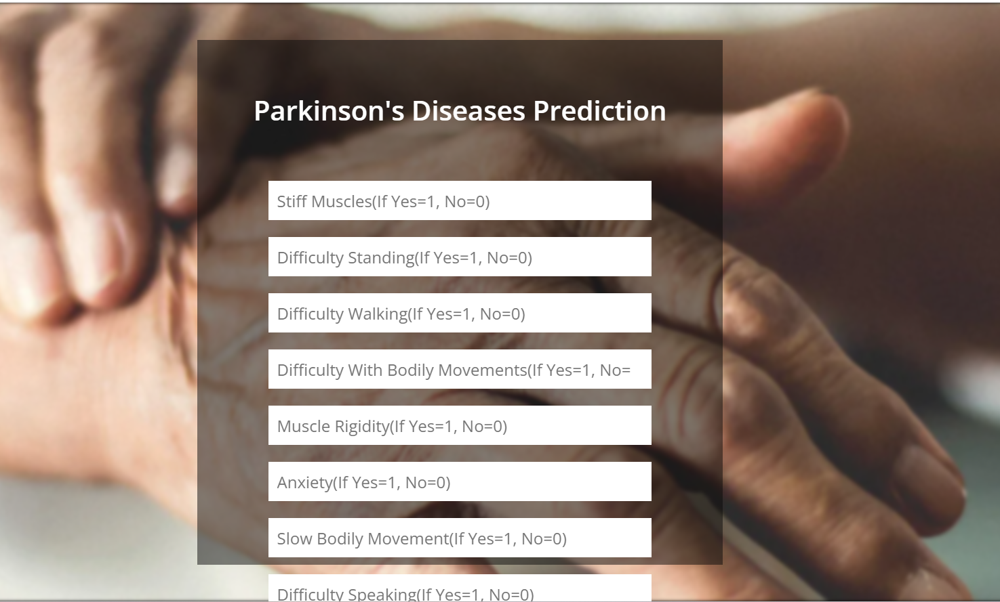 Parkinson's Diseases Prediction
Stiff Muscles(If Yes=1, No=0)
Difficulty Standing(If Yes=1, No=0)
Difficulty Walking(If Yes=1, No=0)
Difficulty With Bodily Movements(If Yes=1, No=
Muscle Rigidity(If Yes=1, No=0)
Anxiety(If Yes=1, No=0)
Slow Bodily Movement(If Yes=1, No=0)
Difficulty Speaking(If Yes=1, No=0)